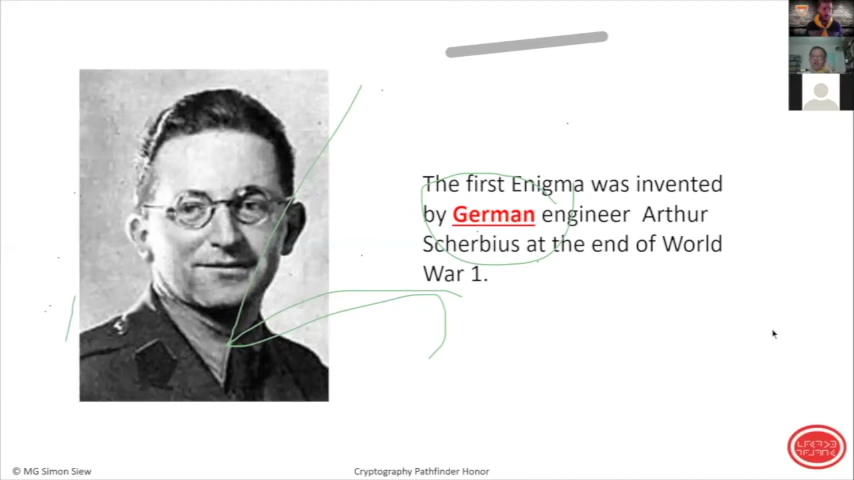 The first Enigma was invented
by German engineer Arthur
Scherbius at the end of World
War 1.
© MG Simon Siew
Cryptography Pathfinder Honor